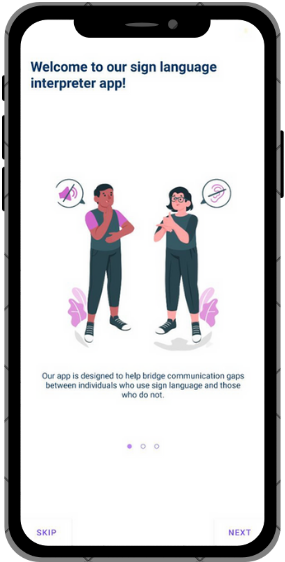 Welcome to our sign language
interpreter app!
Our app is designed to help bridge communication gaps
between individuals who use sign language and those
who do not.
SKIP
NEXT